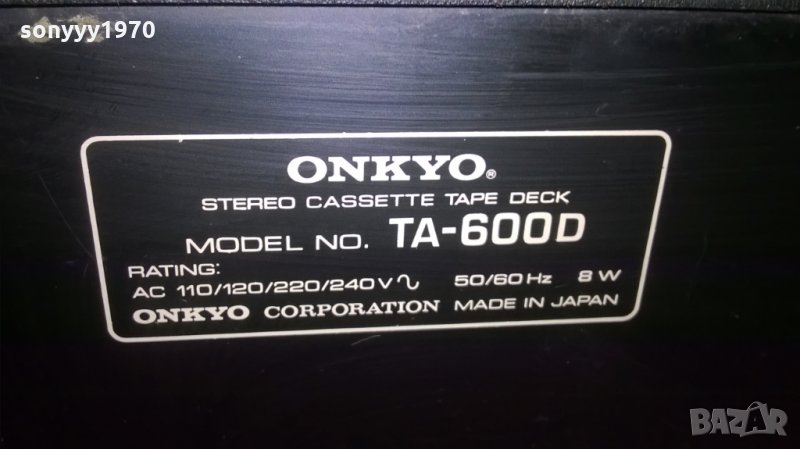 sonyyy1970
ONKYO®
STEREO CASSETTE TAPE DECK
MODEL NO. TA-600D
RATING:
AC 110/120/220/240V∿ 50/60Hz 8W
ONKYO CORPORATION MADE IN JAPAN
BAZAR